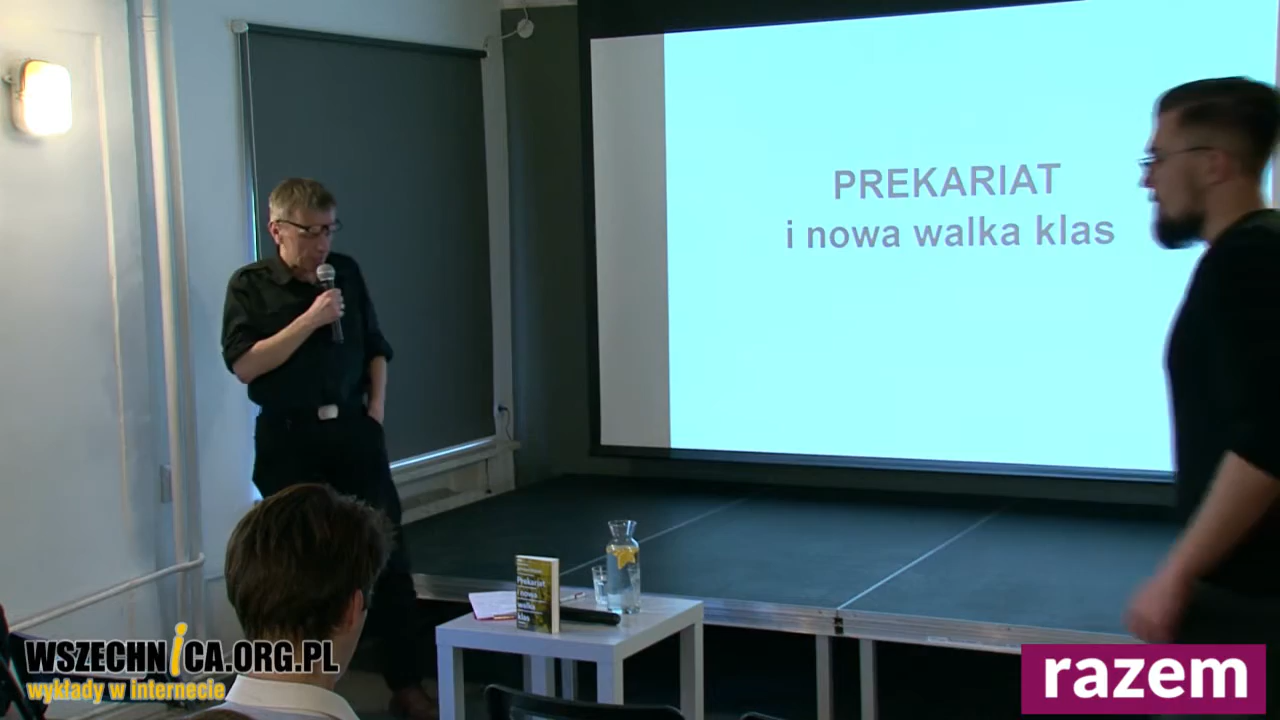 PREKARIAT
i nowa walka klas
Prekariat
i nowa
walka
klas
WSZECHNiCA.ORG.PL
wykłady w internecie
razem